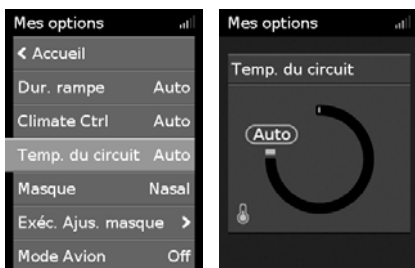 Mes options
< Accueil
Dur. rampe Auto
Climate Ctrl Auto
Temp. du circuit Auto
Masque Nasal
Exéc. Ajus. masque >
Mode Avion Off
Mes options
Temp. du circuit
Auto